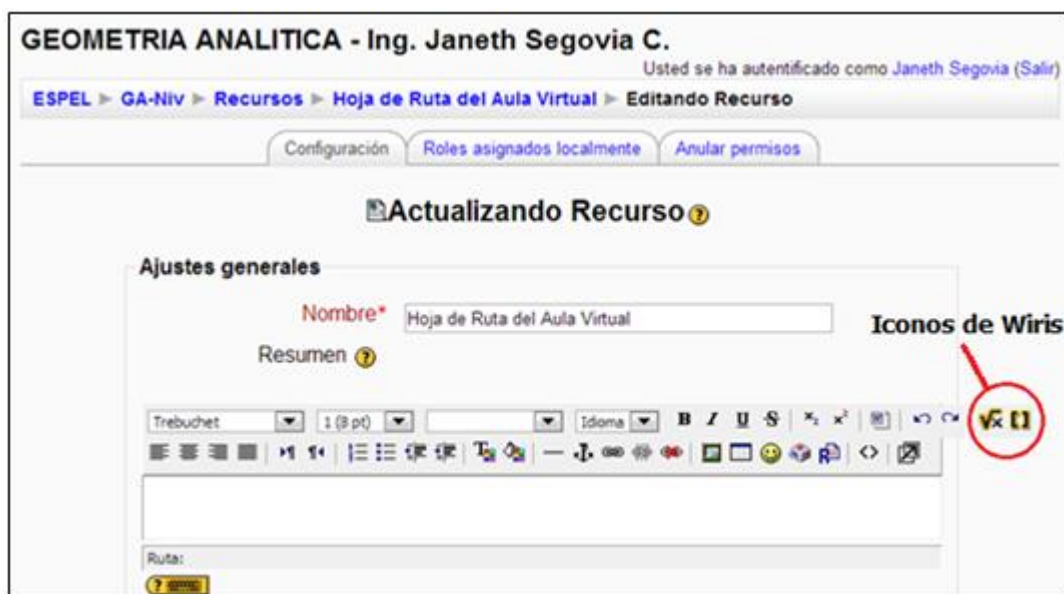 GEOMETRIA ANALITICA - Ing. Janeth Segovia C.
Usted se ha autentificado como Janeth Segovia (Salir)
ESPEL ► GA-Niv ► Recursos ► Hoja de Ruta del Aula Virtual ► Editando Recurso
Configuración Roles asignados localmente Anular permisos
Actualizando Recurso
Ajustes generales
Nombre* Hoja de Ruta del Aula Virtual
Iconos de Wiris
Resumen
Trebuchet 1 (8 pt) Idioma B I U S x₂ x² √x []
Ruta: